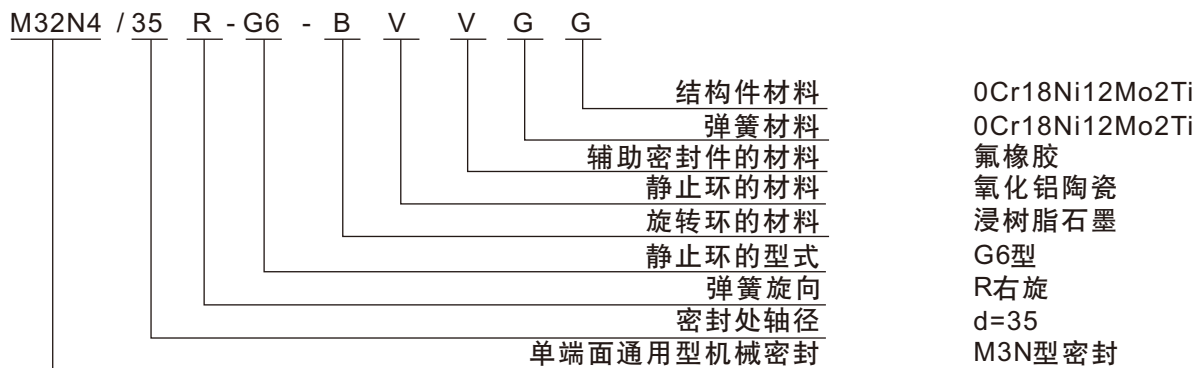 M32N4 / 35 R - G6 - B V V G G
结构件材料 0Cr18Ni12Mo2Ti
弹簧材料 0Cr18Ni12Mo2Ti
辅助密封件的材料 氟橡胶
静止环的材料 氧化铝陶瓷
旋转环的材料 浸树脂石墨
静止环的型式 G6型
弹簧旋向 R右旋
密封处轴径 d=35
单端面通用型机械密封 M3N型密封